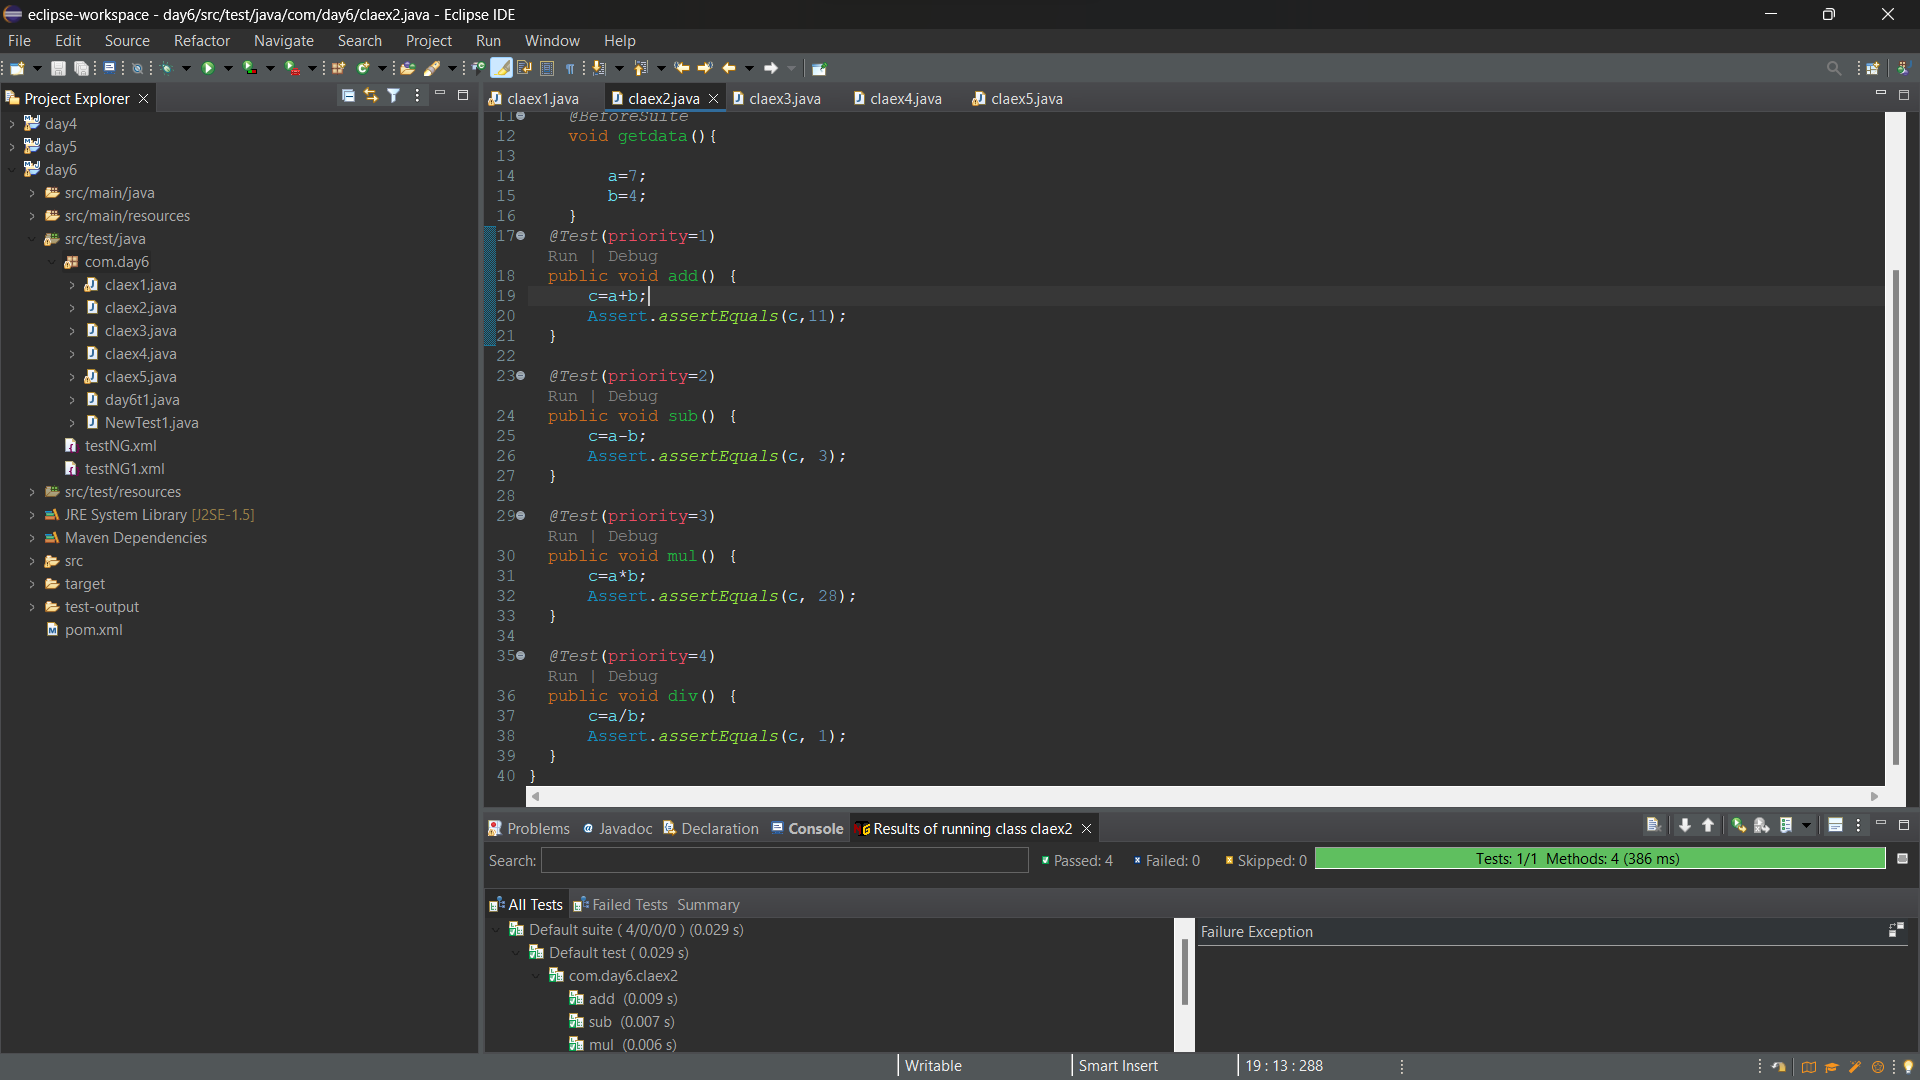 eclipse-workspace - day6/src/test/java/com/day6/claex2.java - Eclipse IDE
File Edit Source Refactor Navigate Search Project Run Window Help
Project Explorer
claex1.java claex2.java claex3.java claex4.java claex5.java
day4
day5
day6
src/main/java
src/main/resources
src/test/java
com.day6
claex1.java
claex2.java
claex3.java
claex4.java
claex5.java
day6t1.java
NewTest1.java
testNG.xml
testNG1.xml
src/test/resources
JRE System Library [J2SE-1.5]
Maven Dependencies
src
target
test-output
pom.xml
11 @BeforeSuite
12 void getdata(){
13
14 a=7;
15 b=4;
16 }
17 @Test(priority=1)
Run | Debug
18 public void add() {
19 c=a+b;
20 Assert.assertEquals(c,11);
21 }
22
23 @Test(priority=2)
Run | Debug
24 public void sub() {
25 c=a-b;
26 Assert.assertEquals(c, 3);
27 }
28
29 @Test(priority=3)
Run | Debug
30 public void mul() {
31 c=a*b;
32 Assert.assertEquals(c, 28);
33 }
34
35 @Test(priority=4)
Run | Debug
36 public void div() {
37 c=a/b;
38 Assert.assertEquals(c, 1);
39 }
40 }
Problems Javadoc Declaration Console Results of running class claex2
Search: Passed: 4 Failed: 0 Skipped: 0 Tests: 1/1 Methods: 4 (386 ms)
All Tests Failed Tests Summary
Default suite ( 4/0/0/0 ) (0.029 s)
Default test ( 0.029 s)
com.day6.claex2
add (0.009 s)
sub (0.007 s)
mul (0.006 s)
Failure Exception
Writable Smart Insert 19 : 13 : 288